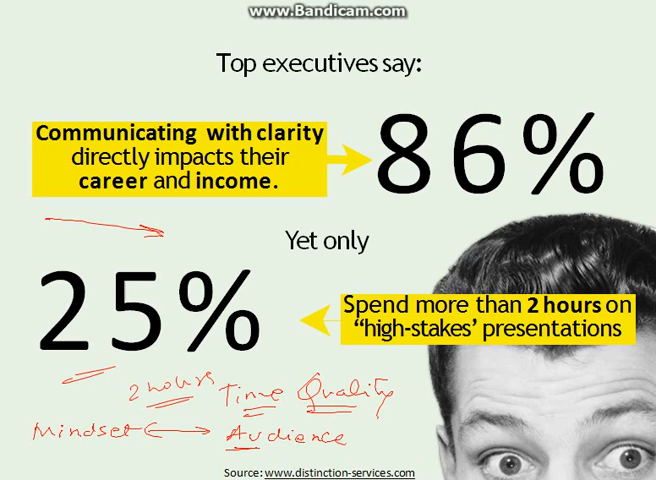 www.Bandicam.com
Top executives say:
Communicating with clarity
directly impacts their
career and income.
86%
Yet only
25%
Spend more than 2 hours on
“high-stakes’ presentations
2 hours Time Quality
Mindset Audience
Source: www.distinction-services.com